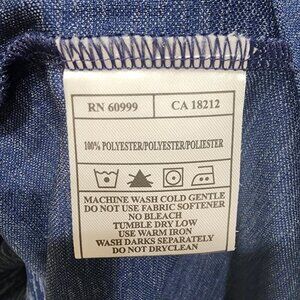 RN 60999 CA 18212
100% POLYESTER/POLYESTER/POLIESTER
MACHINE WASH COLD GENTLE
DO NOT USE FABRIC SOFTENER
NO BLEACH
TUMBLE DRY LOW
USE WARM IRON
WASH DARKS SEPARATELY
DO NOT DRYCLEAN